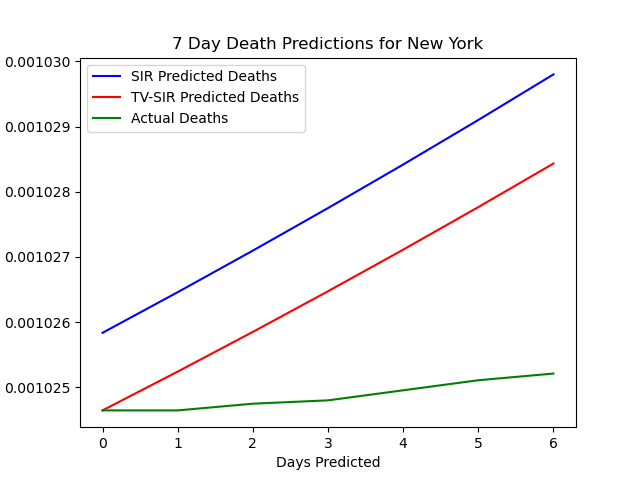 7 Day Death Predictions for New York
SIR Predicted Deaths
TV-SIR Predicted Deaths
Actual Deaths
0.001030
0.001029
0.001028
0.001027
0.001026
0.001025
0 1 2 3 4 5 6
Days Predicted